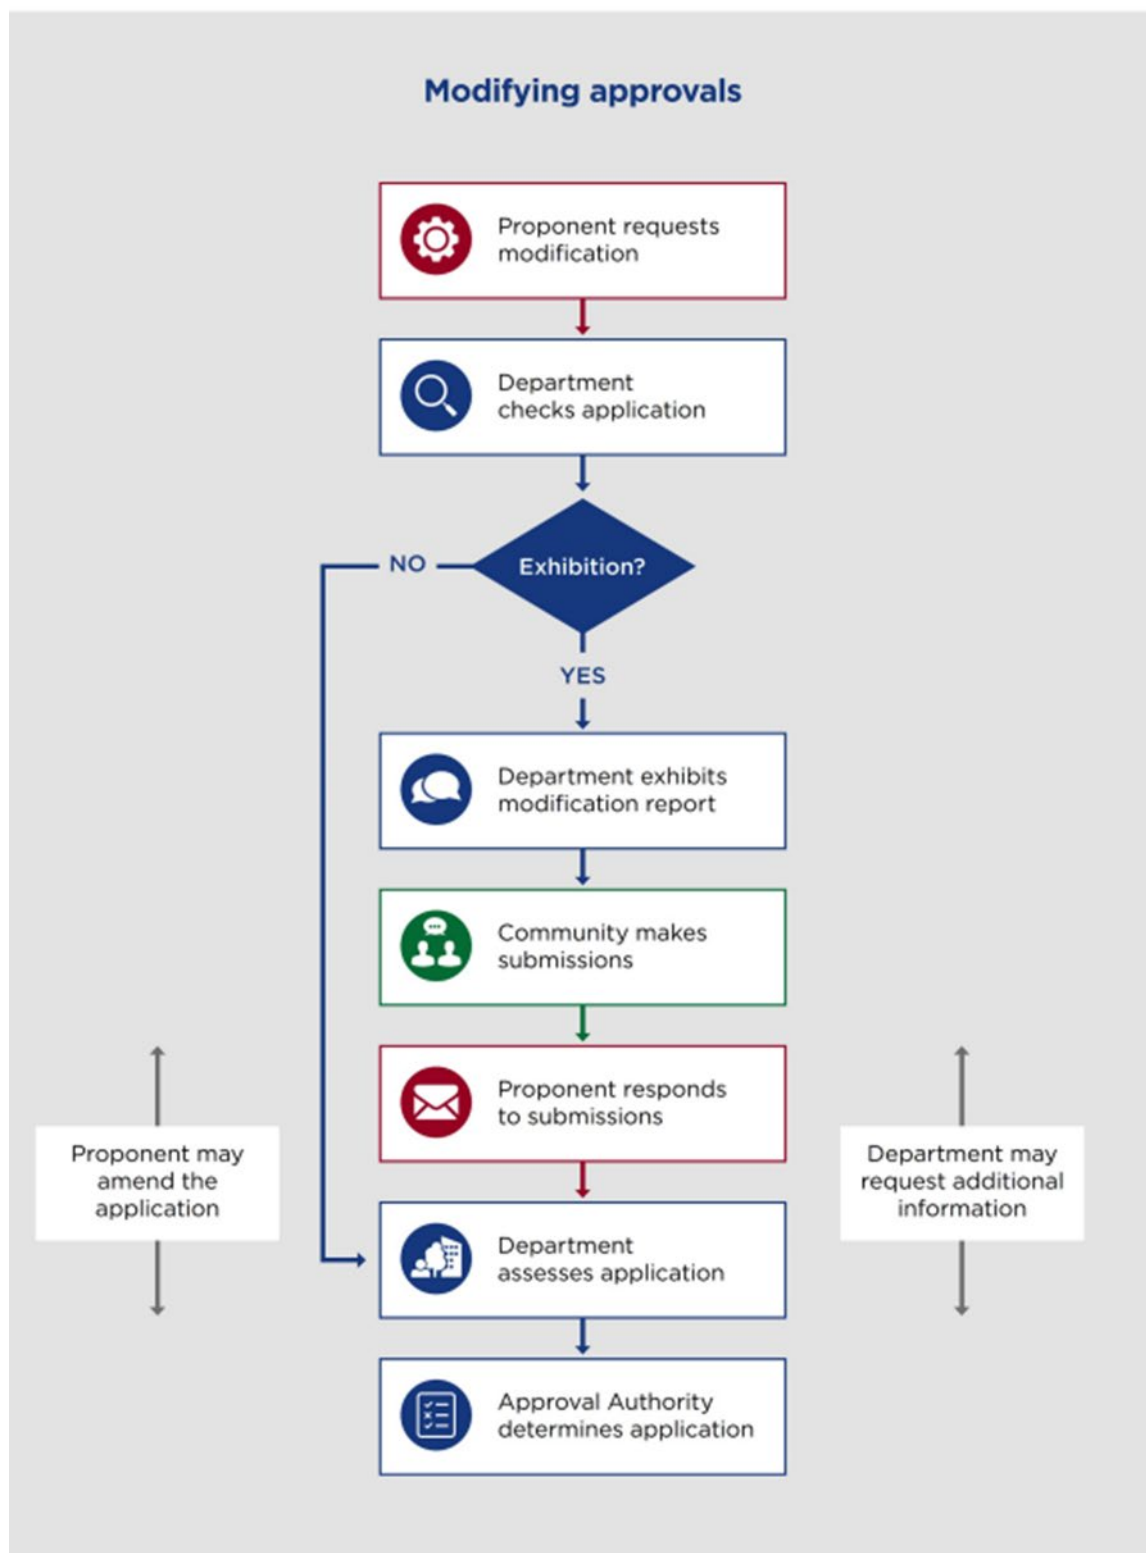 Modifying approvals
Proponent requests
modification
Department
checks application
Exhibition?
NO
YES
Department exhibits
modification report
Community makes
submissions
Proponent responds
to submissions
Proponent may
amend the
application
Department may
request additional
information
Department
assesses application
Approval Authority
determines application